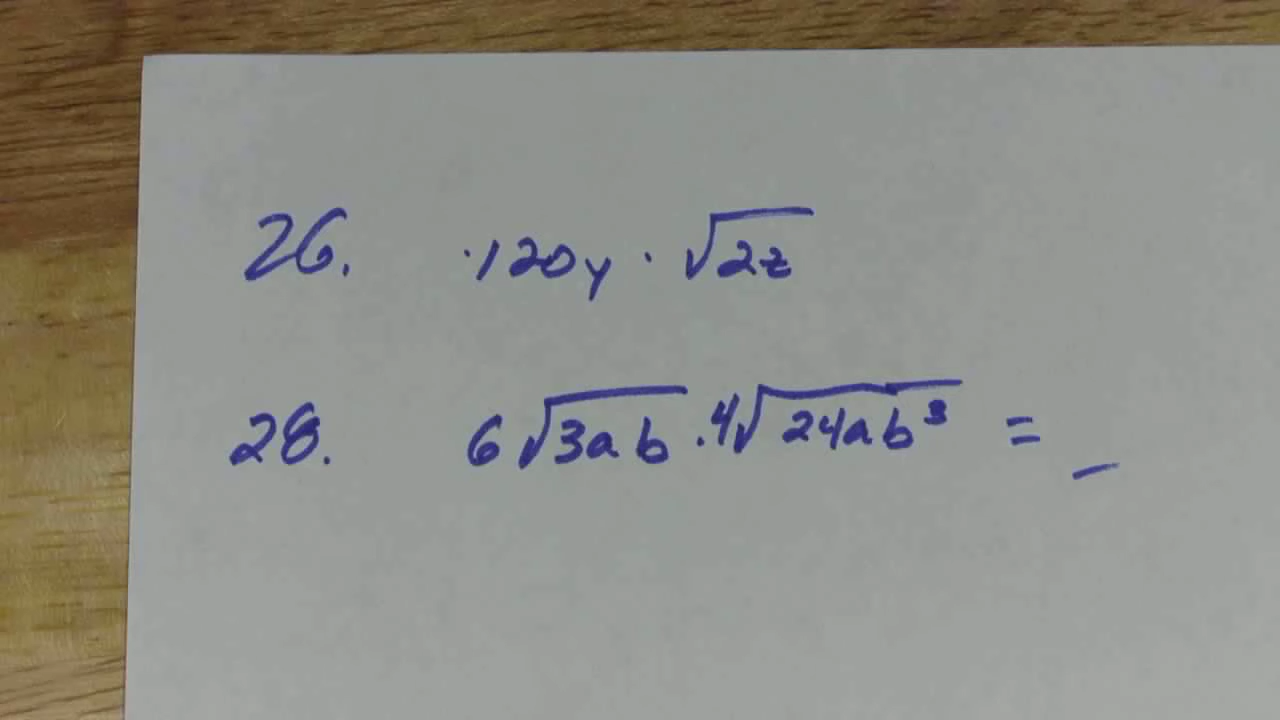 26. ·120y · √2z
28. 6√3ab · 4√24ab³ = _